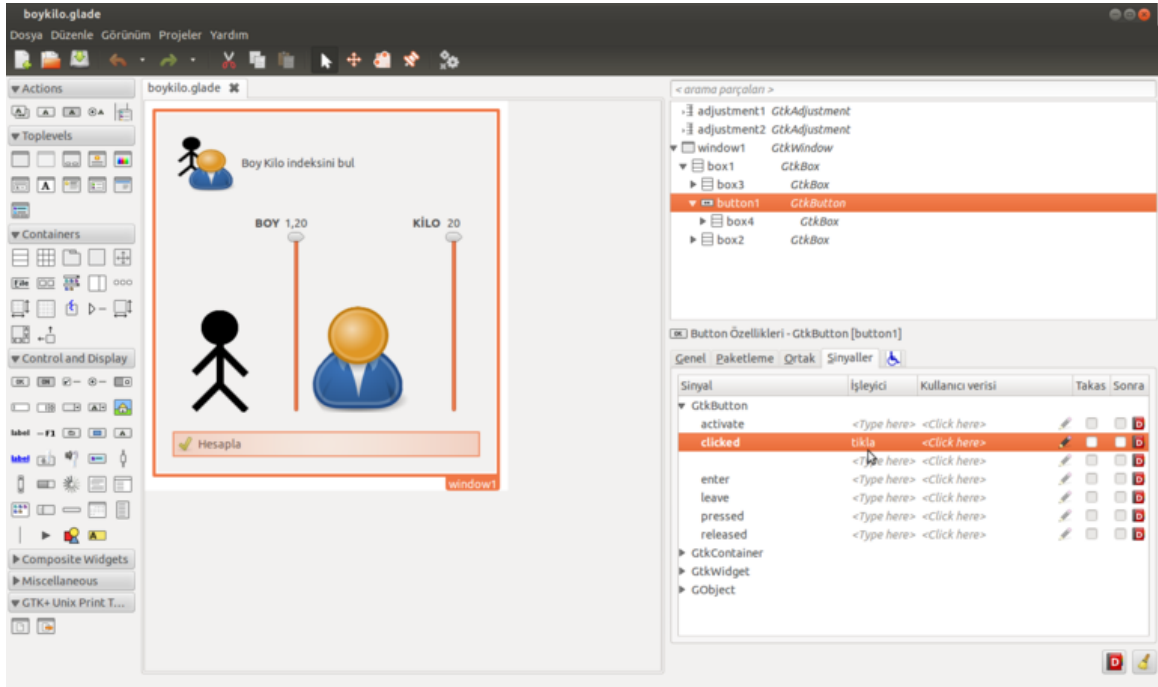 boykilo.glade
Dosya Düzenle Görünüm Projeler Yardım
Actions
Toplevels
Containers
File
Control and Display
label
label
Composite Widgets
Miscellaneous
GTK+ Unix Print T...
boykilo.glade
Boy Kilo indeksini bul
BOY 1,20
KİLO 20
Hesapla
window1
< arama parçaları >
adjustment1 GtkAdjustment
adjustment2 GtkAdjustment
window1 GtkWindow
box1 GtkBox
box3 GtkBox
button1 GtkButton
box4 GtkBox
box2 GtkBox
Button Özellikleri - GtkButton [button1]
Genel Paketleme Ortak Sinyaller
Sinyal İşleyici Kullanıcı verisi Takas Sonra
GtkButton
activate <Type here> <Click here>
clicked tikla <Click here>
<Type here> <Click here>
enter <Type here> <Click here>
leave <Type here> <Click here>
pressed <Type here> <Click here>
released <Type here> <Click here>
GtkContainer
GtkWidget
GObject